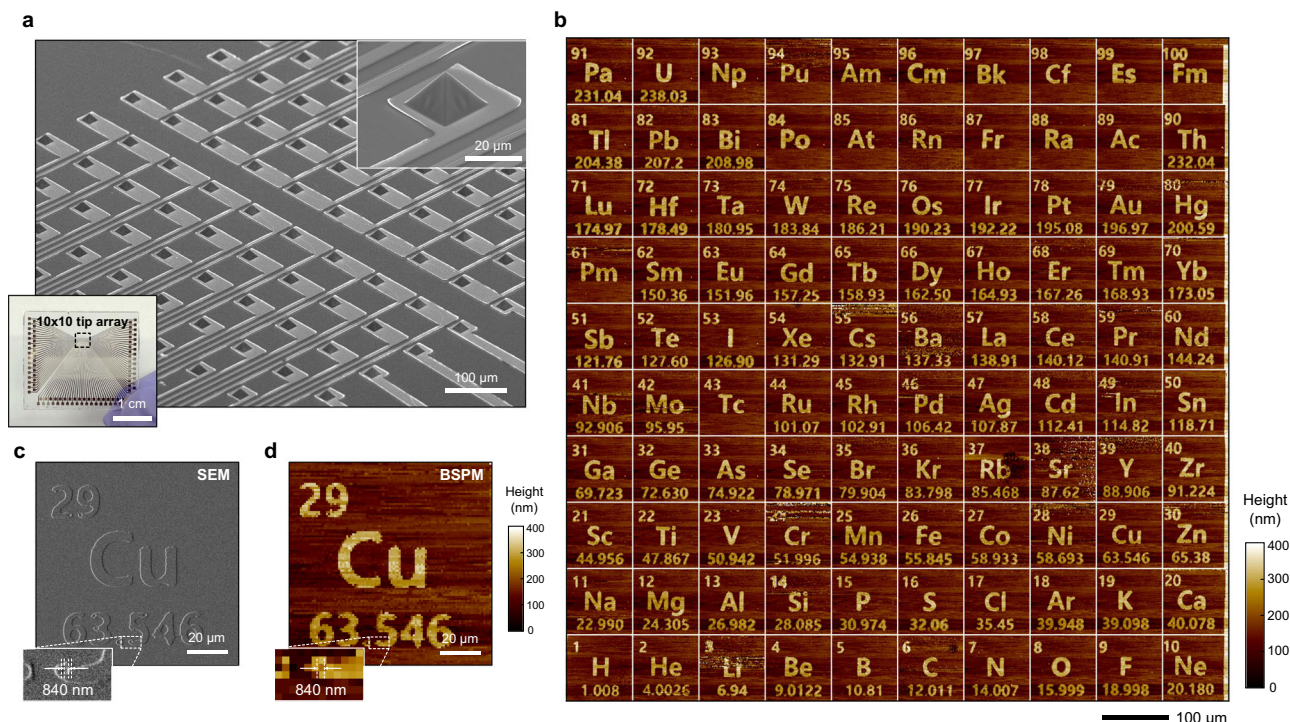 a
20 µm
10x10 tip array
1 cm
100 µm
b
91 92 93 94 95 96 97 98 99 100
Pa U Np Pu Am Cm Bk Cf Es Fm
231.04 238.03
81 82 83 84 85 86 87 88 89 90
Tl Pb Bi Po At Rn Fr Ra Ac Th
204.38 207.2 208.98 232.04
71 72 73 74 75 76 77 78 79 80
Lu Hf Ta W Re Os Ir Pt Au Hg
174.97 178.49 180.95 183.84 186.21 190.23 192.22 195.08 196.97 200.59
61 62 63 64 65 66 67 68 69 70
Pm Sm Eu Gd Tb Dy Ho Er Tm Yb
150.36 151.96 157.25 158.93 162.50 164.93 167.26 168.93 173.05
51 52 53 54 55 56 57 58 59 60
Sb Te I Xe Cs Ba La Ce Pr Nd
121.76 127.60 126.90 131.29 132.91 137.33 138.91 140.12 140.91 144.24
41 42 43 44 45 46 47 48 49 50
Nb Mo Tc Ru Rh Pd Ag Cd In Sn
92.906 95.95 101.07 102.91 106.42 107.87 112.41 114.82 118.71
31 32 33 34 35 36 37 38 39 40
Ga Ge As Se Br Kr Rb Sr Y Zr
69.723 72.630 74.922 78.971 79.904 83.798 85.468 87.62 88.906 91.224
21 22 23 24 25 26 27 28 29 30
Sc Ti V Cr Mn Fe Co Ni Cu Zn
44.956 47.867 50.942 51.996 54.938 55.845 58.933 58.693 63.546 65.38
11 12 13 14 15 16 17 18 19 20
Na Mg Al Si P S Cl Ar K Ca
22.990 24.305 26.982 28.085 30.974 32.06 35.45 39.948 39.098 40.078
1 2 3 4 5 6 7 8 9 10
H He Li Be B C N O F Ne
1.008 4.0026 6.94 9.0122 10.81 12.011 14.007 15.999 18.998 20.180
Height
(nm)
400
300
200
100
0
100 µm
c
SEM
29
Cu
63.546
20 µm
840 nm
d
BSPM
29
Cu
63.546
20 µm
840 nm
Height
(nm)
400
300
200
100
0